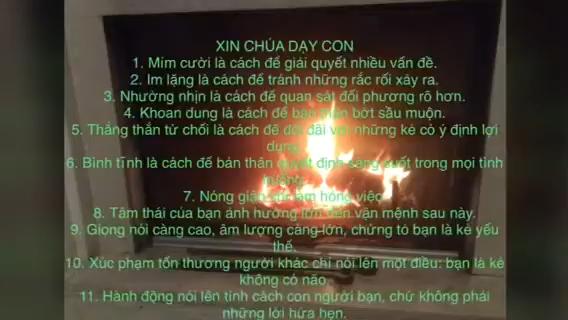 XIN CHÚA DẠY CON
1. Mỉm cười là cách để giải quyết nhiều vấn đề.
2. Im lặng là cách để tránh những rắc rối xảy ra.
3. Nhường nhịn là cách để quan sát đối phương rõ hơn.
4. Khoan dung là cách để bản thân bớt sầu muộn.
5. Thẳng thắn từ chối là cách để đối đãi với những kẻ có ý định lợi
dụng.
6. Bình tĩnh là cách để bản thân quyết định sáng suốt trong mọi tình
huống.
7. Nóng giận chỉ làm hỏng việc.
8. Tâm thái của bạn ảnh hưởng lớn đến vận mệnh sau này.
9. Giọng nói càng cao, âm lượng càng lớn, chứng tỏ bạn là kẻ yếu
thế.
10. Xúc phạm tổn thương người khác chỉ nói lên một điều: bạn là kẻ
không có não.
11. Hành động nói lên tính cách con người bạn, chứ không phải
những lời hứa hẹn.